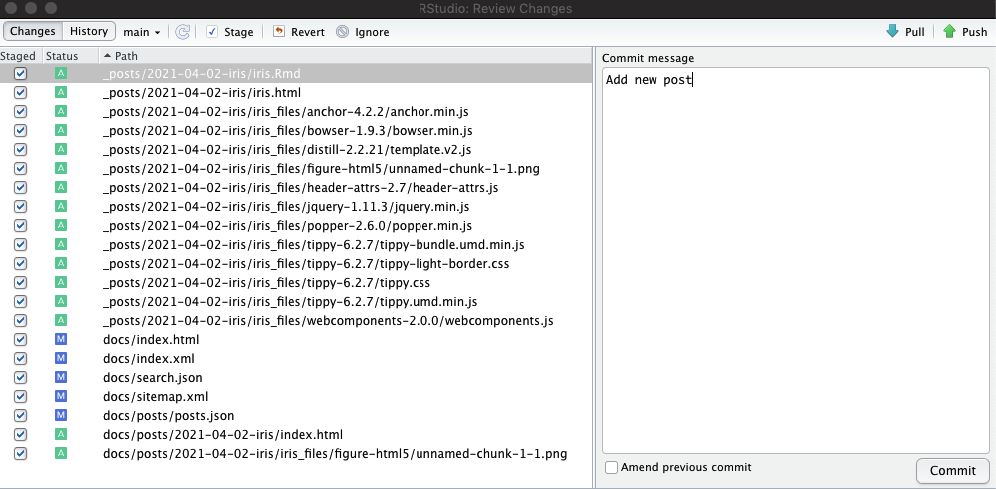 RStudio: Review Changes
Changes History main Stage Revert Ignore Pull Push
Staged Status Path
A _posts/2021-04-02-iris/iris.Rmd
A _posts/2021-04-02-iris/iris.html
A _posts/2021-04-02-iris/iris_files/anchor-4.2.2/anchor.min.js
A _posts/2021-04-02-iris/iris_files/bowser-1.9.3/bowser.min.js
A _posts/2021-04-02-iris/iris_files/distill-2.2.21/template.v2.js
A _posts/2021-04-02-iris/iris_files/figure-html5/unnamed-chunk-1-1.png
A _posts/2021-04-02-iris/iris_files/header-attrs-2.7/header-attrs.js
A _posts/2021-04-02-iris/iris_files/jquery-1.11.3/jquery.min.js
A _posts/2021-04-02-iris/iris_files/popper-2.6.0/popper.min.js
A _posts/2021-04-02-iris/iris_files/tippy-6.2.7/tippy-bundle.umd.min.js
A _posts/2021-04-02-iris/iris_files/tippy-6.2.7/tippy-light-border.css
A _posts/2021-04-02-iris/iris_files/tippy-6.2.7/tippy.css
A _posts/2021-04-02-iris/iris_files/tippy-6.2.7/tippy.umd.min.js
A _posts/2021-04-02-iris/iris_files/webcomponents-2.0.0/webcomponents.js
M docs/index.html
M docs/index.xml
M docs/search.json
M docs/sitemap.xml
M docs/posts/posts.json
A docs/posts/2021-04-02-iris/index.html
A docs/posts/2021-04-02-iris/iris_files/figure-html5/unnamed-chunk-1-1.png
Commit message
Add new post
Amend previous commit
Commit